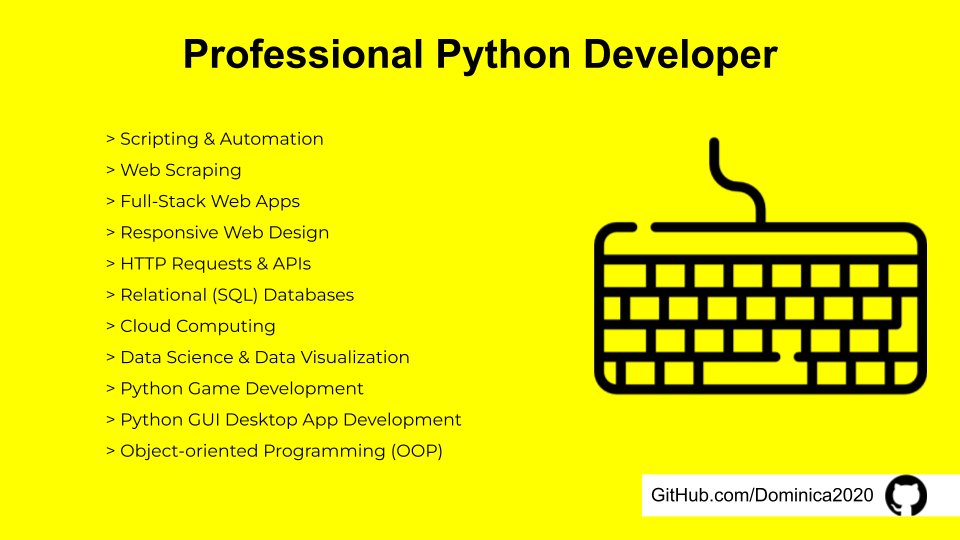 Professional Python Developer
> Scripting & Automation
> Web Scraping
> Full-Stack Web Apps
> Responsive Web Design
> HTTP Requests & APIs
> Relational (SQL) Databases
> Cloud Computing
> Data Science & Data Visualization
> Python Game Development
> Python GUI Desktop App Development
> Object-oriented Programming (OOP)
GitHub.com/Dominica2020